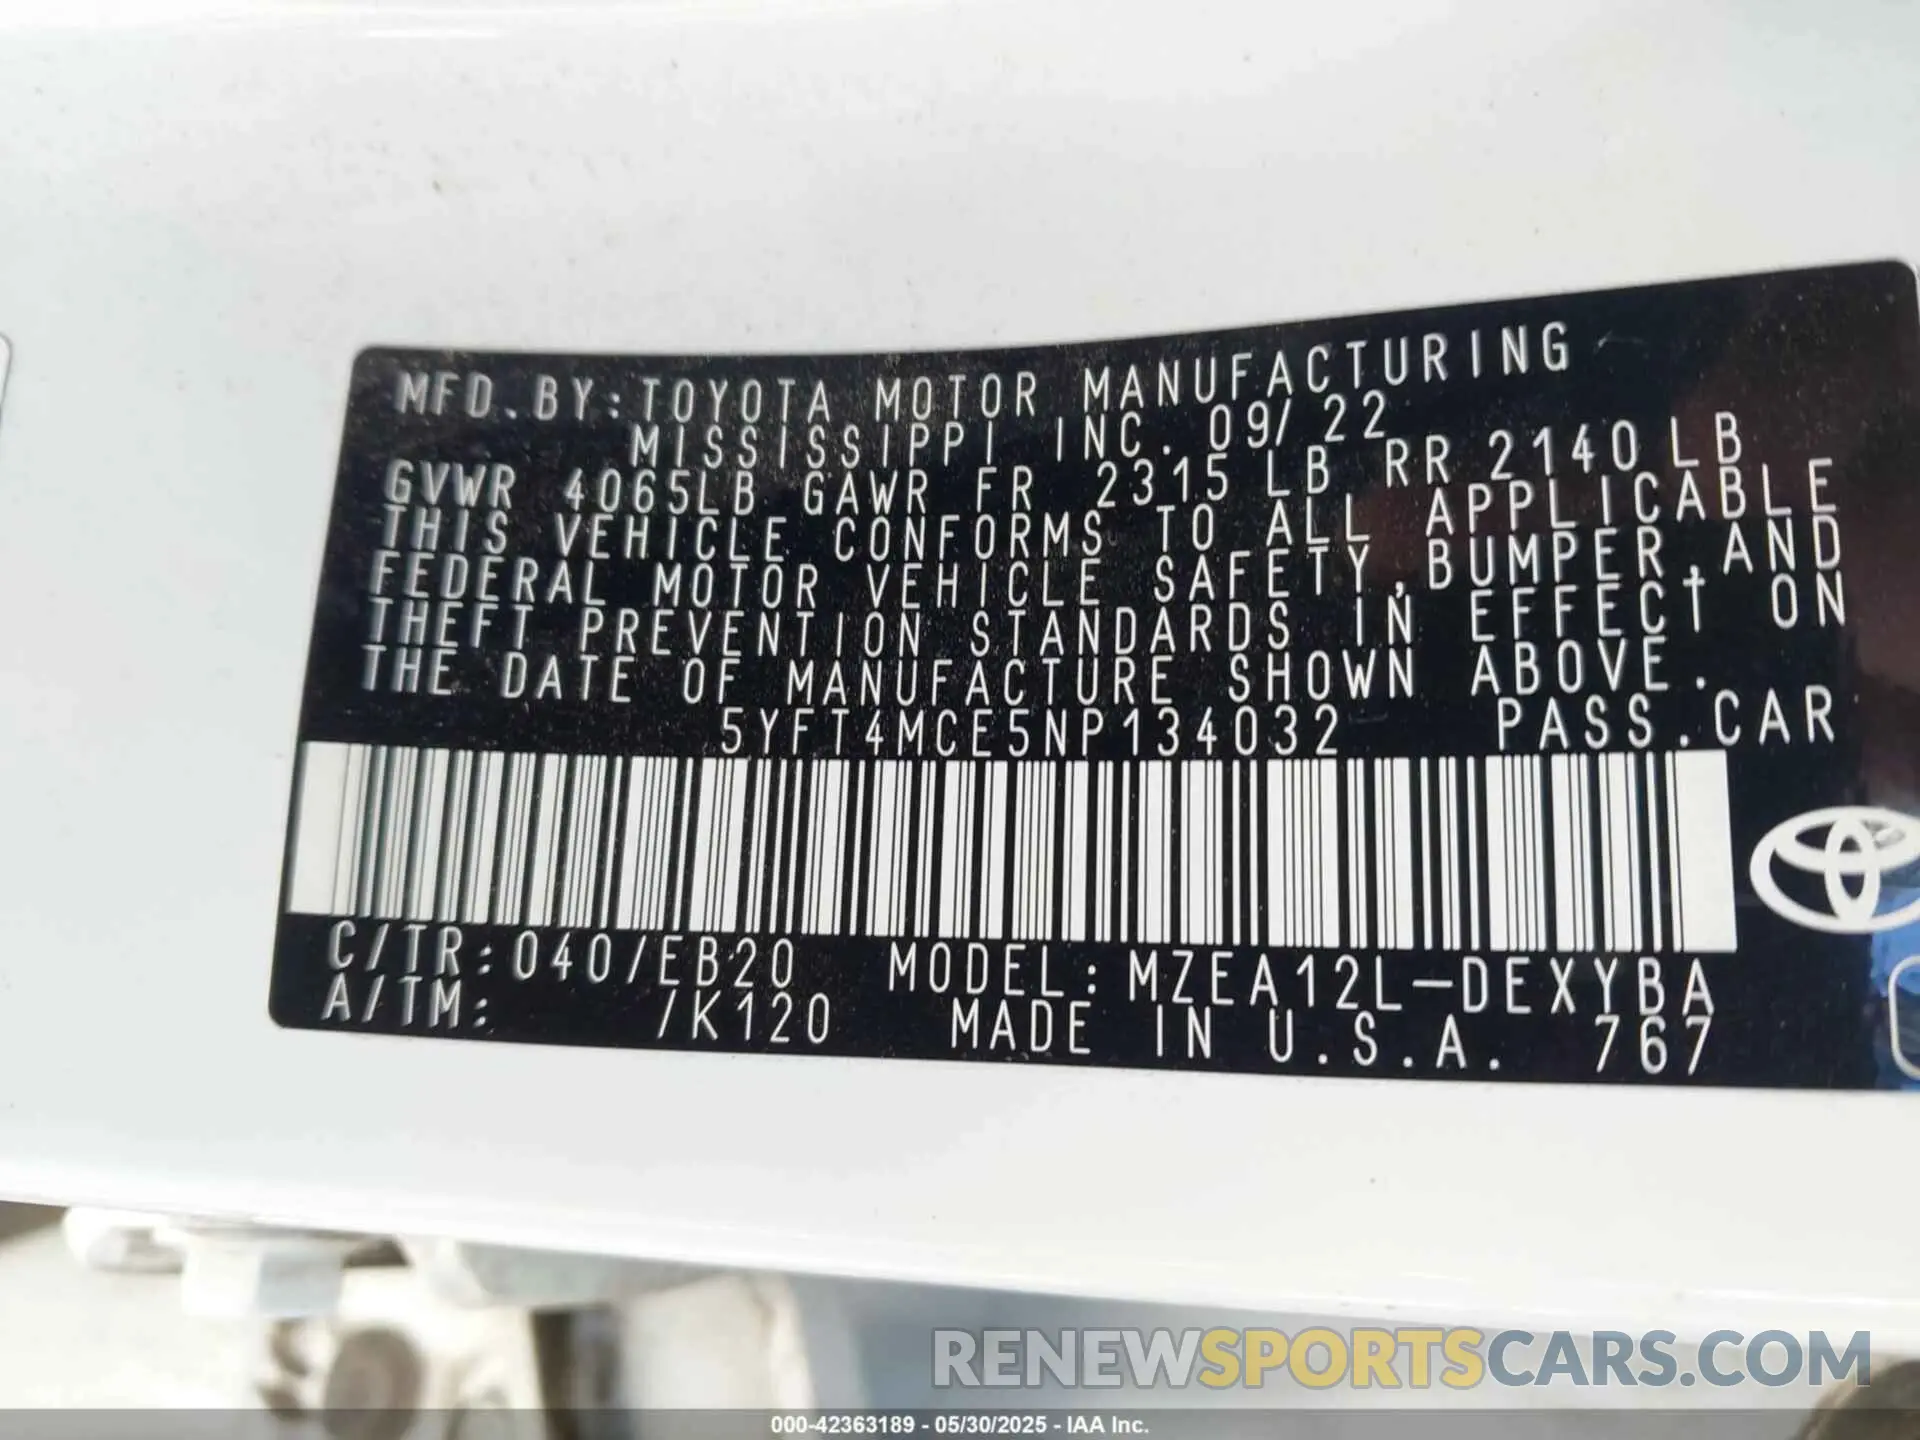 MFD. BY: TOYOTA MOTOR MANUFACTURING
MISSISSIPPI INC. 09/22
GVWR 4065LB GAWR FR 2315 LB RR 2140 LB
THIS VEHICLE CONFORMS TO ALL APPLICABLE
FEDERAL MOTOR VEHICLE SAFETY, BUMPER, AND
THEFT PREVENTION STANDARDS IN EFFECT ON
THE DATE OF MANUFACTURE SHOWN ABOVE.
5YFT4MCE5NP134032 PASS. CAR
C/TR: 040/EB20 MODEL: MZEA12L-DEXYBA
A/TM: /K120 MADE IN U.S.A. 767
RENEWSPORTSCARS.COM
000-42363189 - 05/30/2025 - IAA Inc.